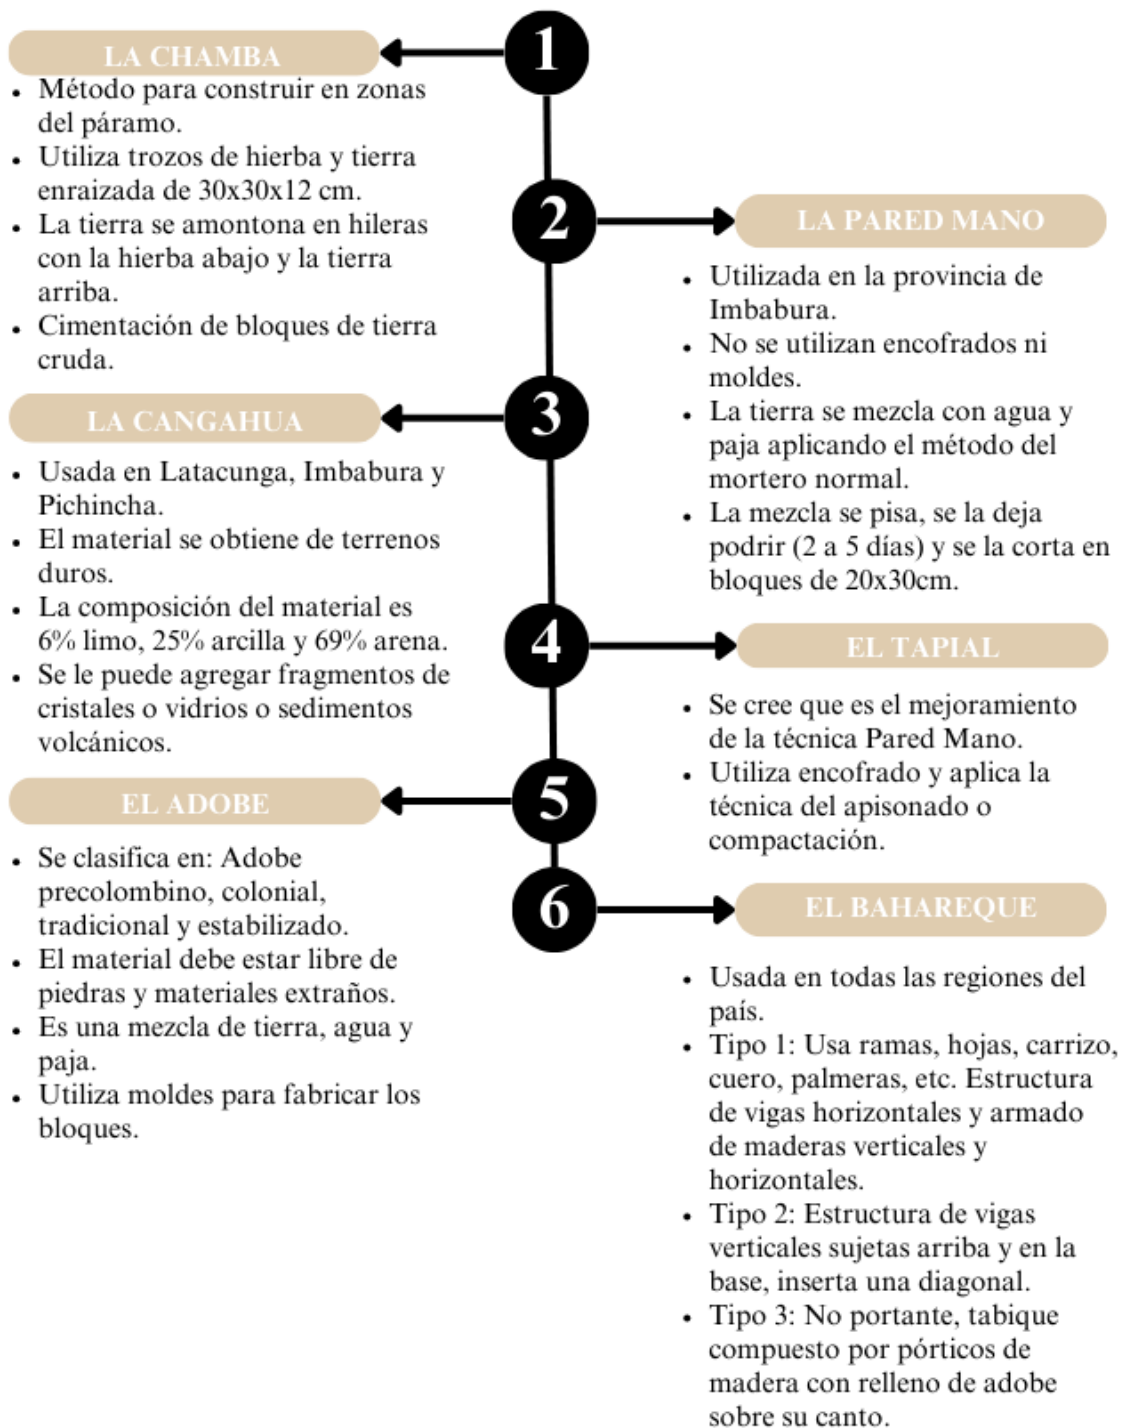 1
LA CHAMBA
• Método para construir en zonas
del páramo.
• Utiliza trozos de hierba y tierra
enraizada de 30x30x12 cm.
• La tierra se amontona en hileras
con la hierba abajo y la tierra
arriba.
• Cimentación de bloques de tierra
cruda.
2
LA PARED MANO
• Utilizada en la provincia de
Imbabura.
• No se utilizan encofrados ni
moldes.
• La tierra se mezcla con agua y
paja aplicando el método del
mortero normal.
• La mezcla se pisa, se la deja
podrir (2 a 5 días) y se la corta en
bloques de 20x30cm.
3
LA CANGAHUA
• Usada en Latacunga, Imbabura y
Pichincha.
• El material se obtiene de terrenos
duros.
• La composición del material es
6% limo, 25% arcilla y 69% arena.
• Se le puede agregar fragmentos de
cristales o vidrios o sedimentos
volcánicos.
4
EL TAPIAL
• Se cree que es el mejoramiento
de la técnica Pared Mano.
• Utiliza encofrado y aplica la
técnica del apisonado o
compactación.
5
EL ADOBE
• Se clasifica en: Adobe
precolombino, colonial,
tradicional y estabilizado.
• El material debe estar libre de
piedras y materiales extraños.
• Es una mezcla de tierra, agua y
paja.
• Utiliza moldes para fabricar los
bloques.
6
EL BAHAREQUE
• Usada en todas las regiones del
país.
• Tipo 1: Usa ramas, hojas, carrizo,
cuero, palmeras, etc. Estructura
de vigas horizontales y armado
de maderas verticales y
horizontales.
• Tipo 2: Estructura de vigas
verticales sujetas arriba y en la
base, inserta una diagonal.
• Tipo 3: No portante, tabique
compuesto por pórticos de
madera con relleno de adobe
sobre su canto.